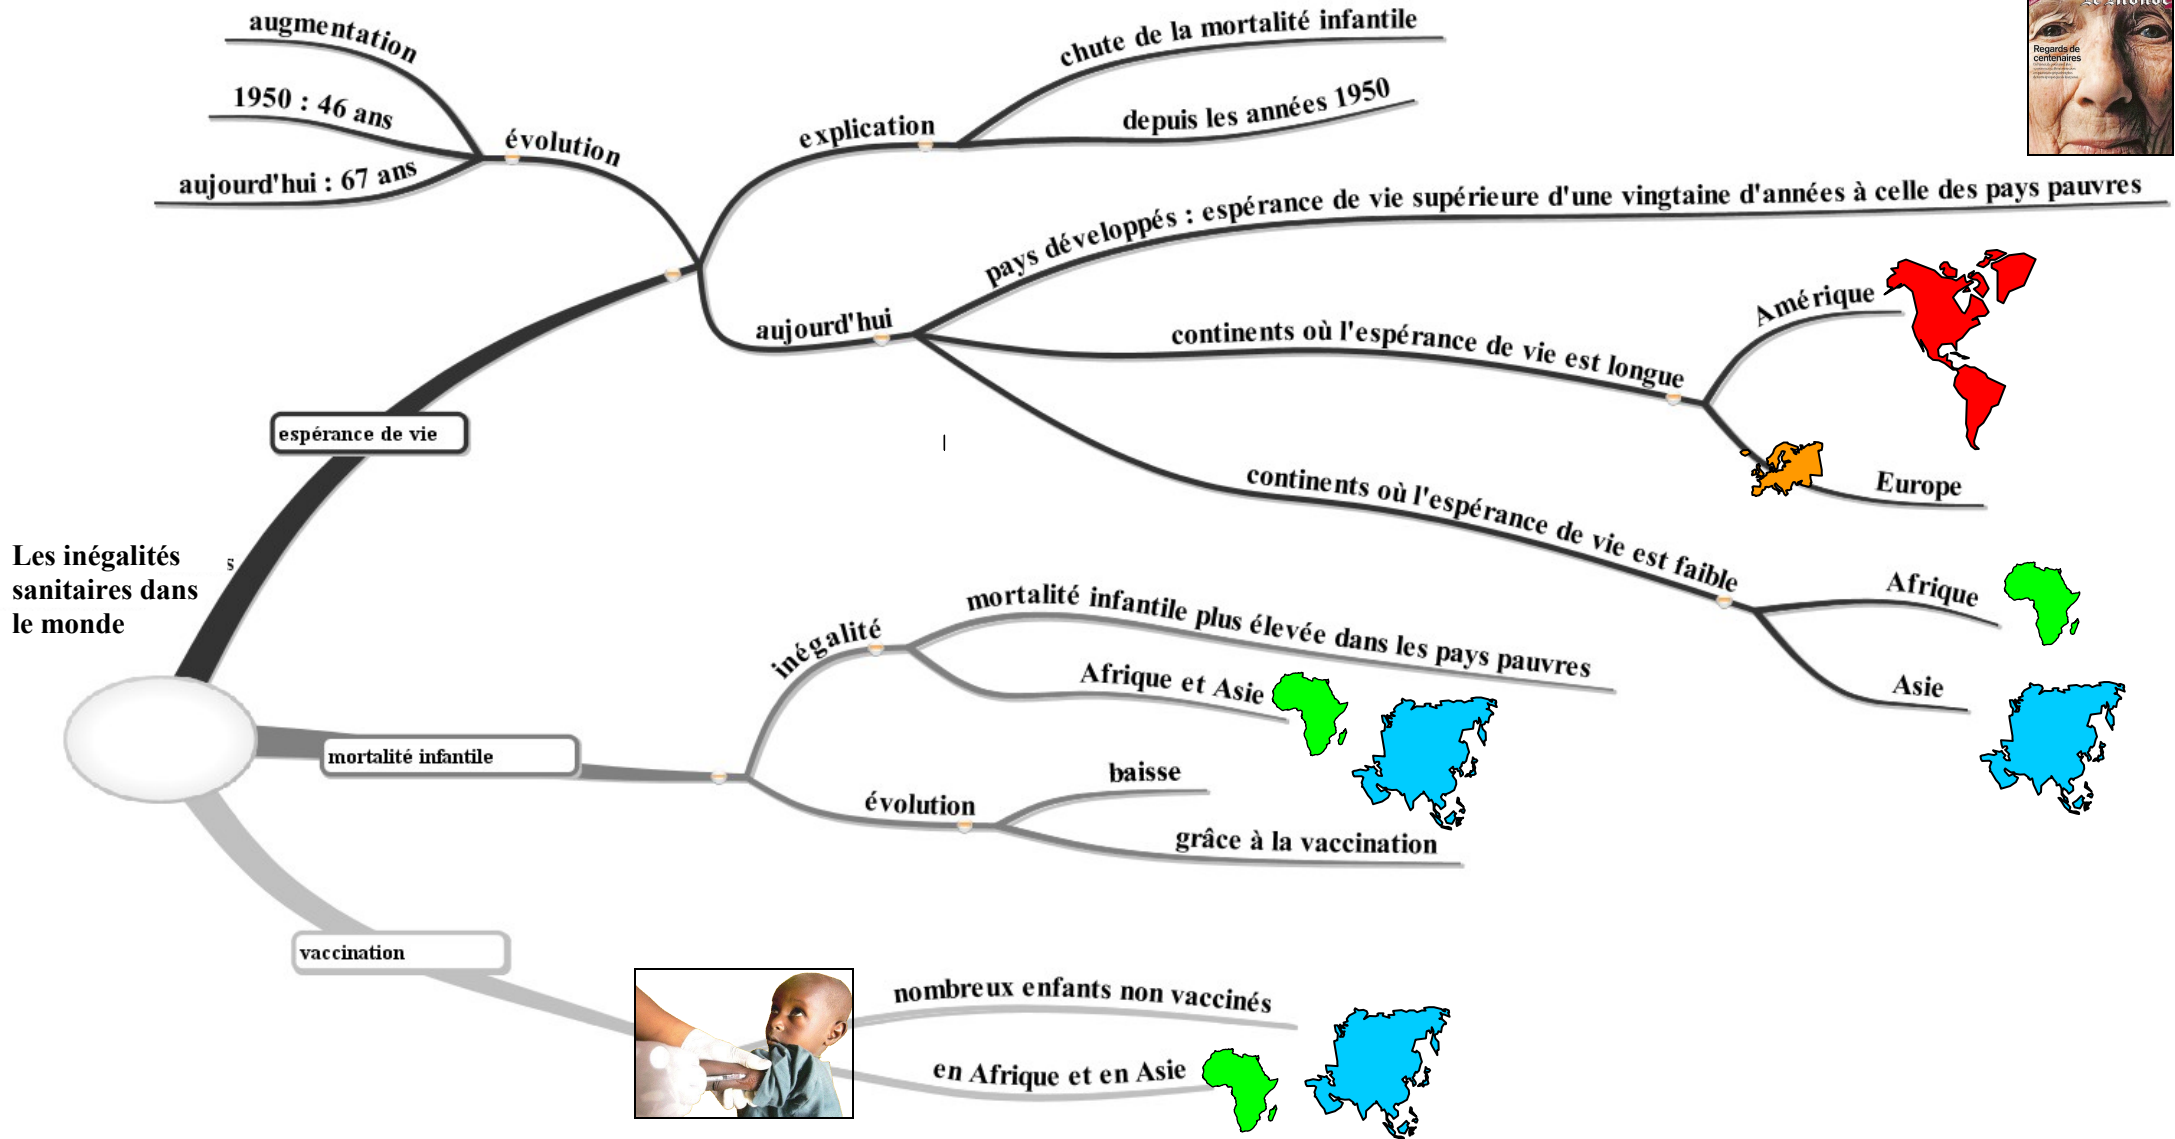 Les inégalités
sanitaires dans
le monde
s
espérance de vie
évolution
augmentation
1950 : 46 ans
aujourd'hui : 67 ans
explication
chute de la mortalité infantile
depuis les années 1950
aujourd'hui
pays développés : espérance de vie supérieure d'une vingtaine d'années à celle des pays pauvres
continents où l'espérance de vie est longue
Amérique
Europe
continents où l'espérance de vie est faible
Afrique
Asie
mortalité infantile
inégalité
mortalité infantile plus élevée dans les pays pauvres
Afrique et Asie
évolution
baisse
grâce à la vaccination
vaccination
nombreux enfants non vaccinés
en Afrique et en Asie
Le Monde
Regards de
centenaires